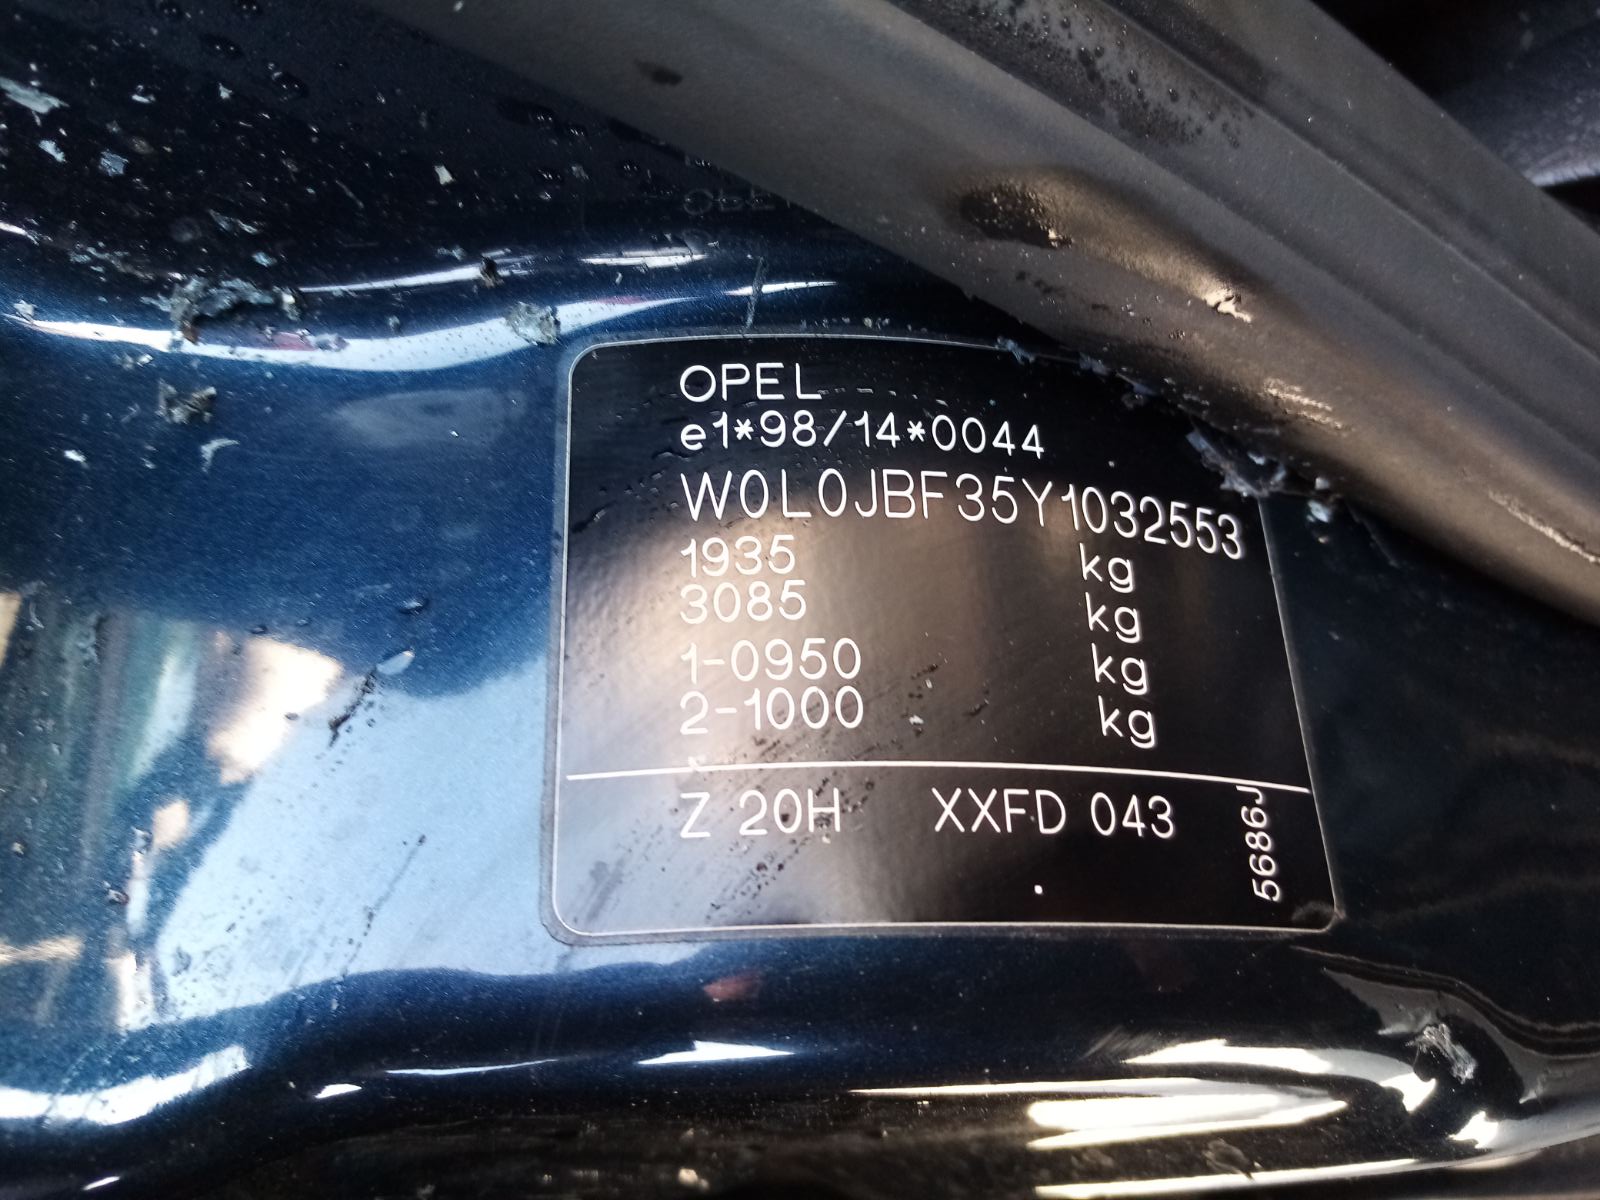 OPEL
e1*98/14*0044
W0L0JBF35Y1032553
1935 kg
3085 kg
1-0950 kg
2-1000 kg
Z 20H XXFD 043
5686J